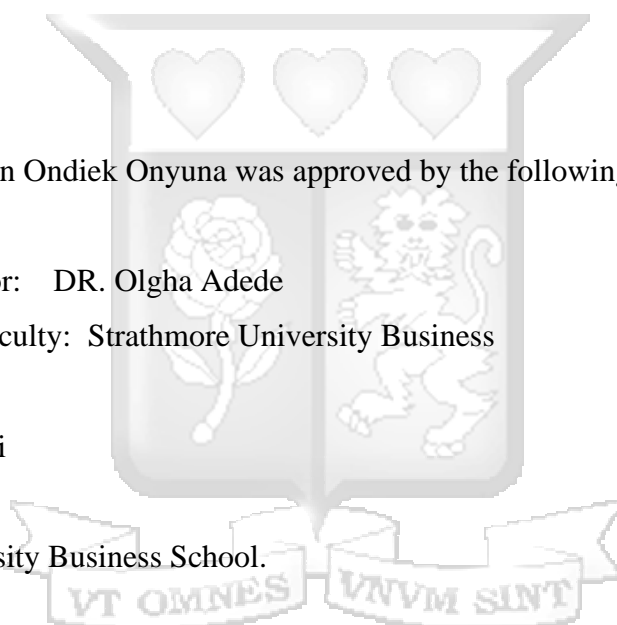 n Ondiek Onyuna was approved by the following
or: DR. Olgha Adede
culty: Strathmore University Business
i
sity Business School.
VT OMNES VNVM SINT